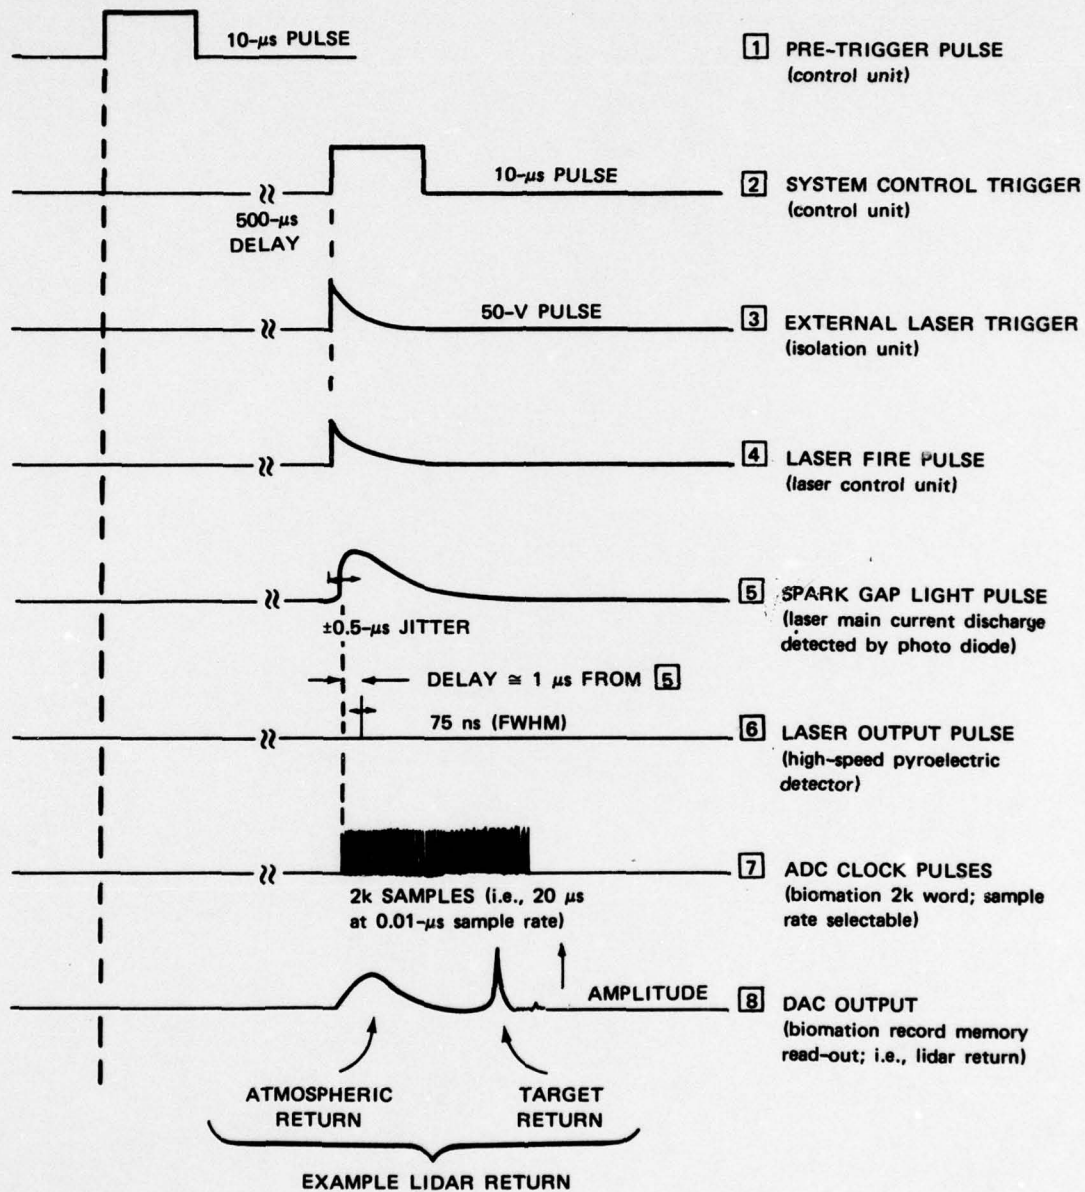 10-μs PULSE
1 PRE-TRIGGER PULSE
(control unit)
10-μs PULSE
500-μs
DELAY
2 SYSTEM CONTROL TRIGGER
(control unit)
50-V PULSE
3 EXTERNAL LASER TRIGGER
(isolation unit)
4 LASER FIRE PULSE
(laser control unit)
±0.5-μs JITTER
5 SPARK GAP LIGHT PULSE
(laser main current discharge
detected by photo diode)
DELAY ≅ 1 μs FROM 5
75 ns (FWHM)
6 LASER OUTPUT PULSE
(high-speed pyroelectric
detector)
2k SAMPLES (i.e., 20 μs
at 0.01-μs sample rate)
7 ADC CLOCK PULSES
(biomation 2k word; sample
rate selectable)
AMPLITUDE
8 DAC OUTPUT
(biomation record memory
read-out; i.e., lidar return)
ATMOSPHERIC
RETURN
TARGET
RETURN
EXAMPLE LIDAR RETURN